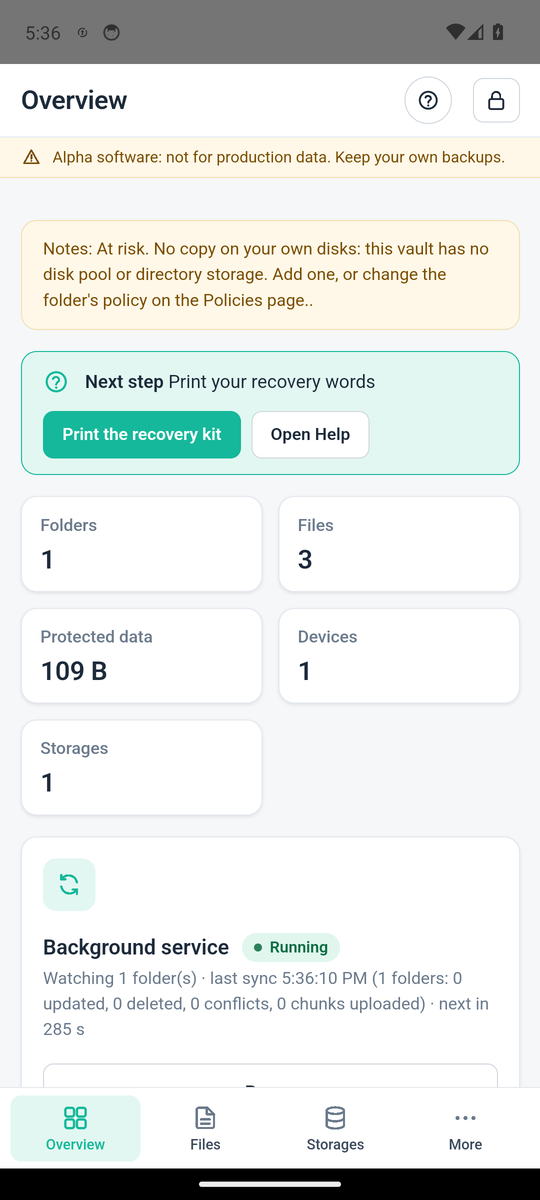 5:36
Overview
Alpha software: not for production data. Keep your own backups.
Notes: At risk. No copy on your own disks: this vault has no
disk pool or directory storage. Add one, or change the
folder's policy on the Policies page..
Next step Print your recovery words
Print the recovery kit
Open Help
Folders
1
Files
3
Protected data
109 B
Devices
1
Storages
1
Background service
Running
Watching 1 folder(s) · last sync 5:36:10 PM (1 folders: 0
updated, 0 deleted, 0 conflicts, 0 chunks uploaded) · next in
285 s
Overview
Files
Storages
More